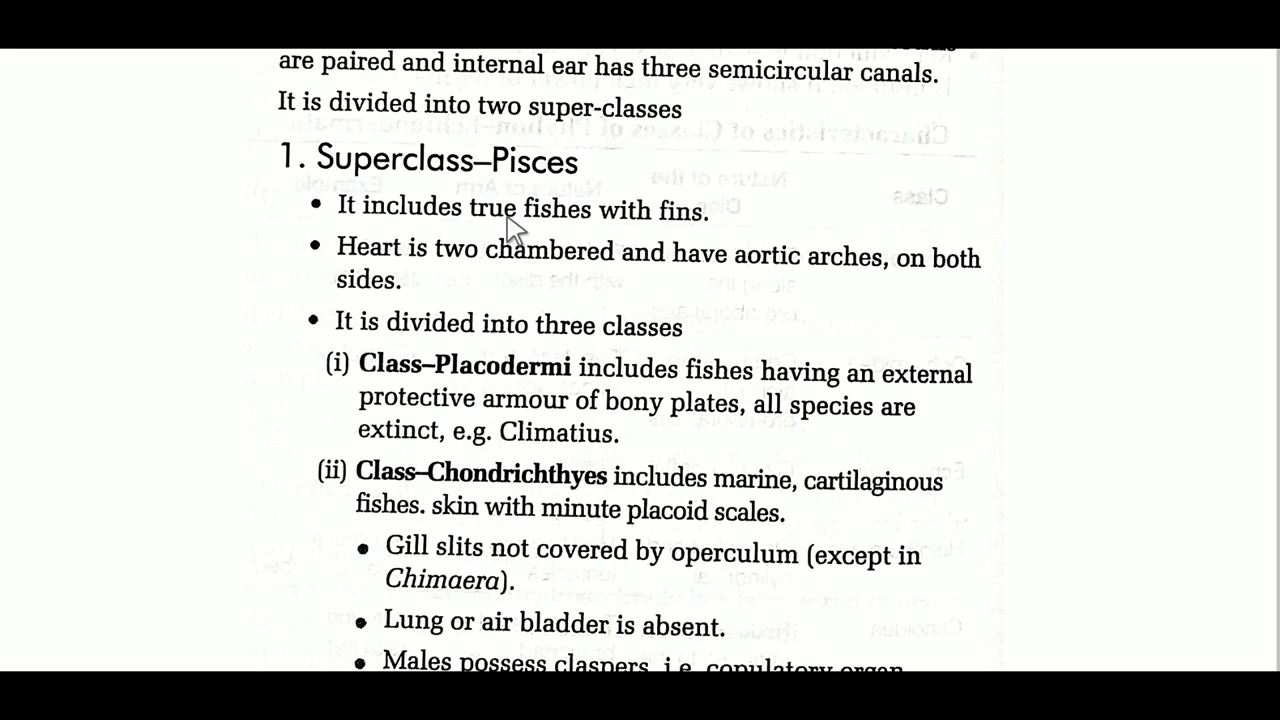 are paired and internal ear has three semicircular canals.
It is divided into two super-classes
1. Superclass–Pisces
• It includes true fishes with fins.
• Heart is two chambered and have aortic arches, on both
sides.
• It is divided into three classes
(i) Class–Placodermi includes fishes having an external
protective armour of bony plates, all species are
extinct, e.g. Climatius.
(ii) Class–Chondrichthyes includes marine, cartilaginous
fishes. skin with minute placoid scales.
• Gill slits not covered by operculum (except in
Chimaera).
• Lung or air bladder is absent.
• Males possess claspers, i.e. copulatory organ